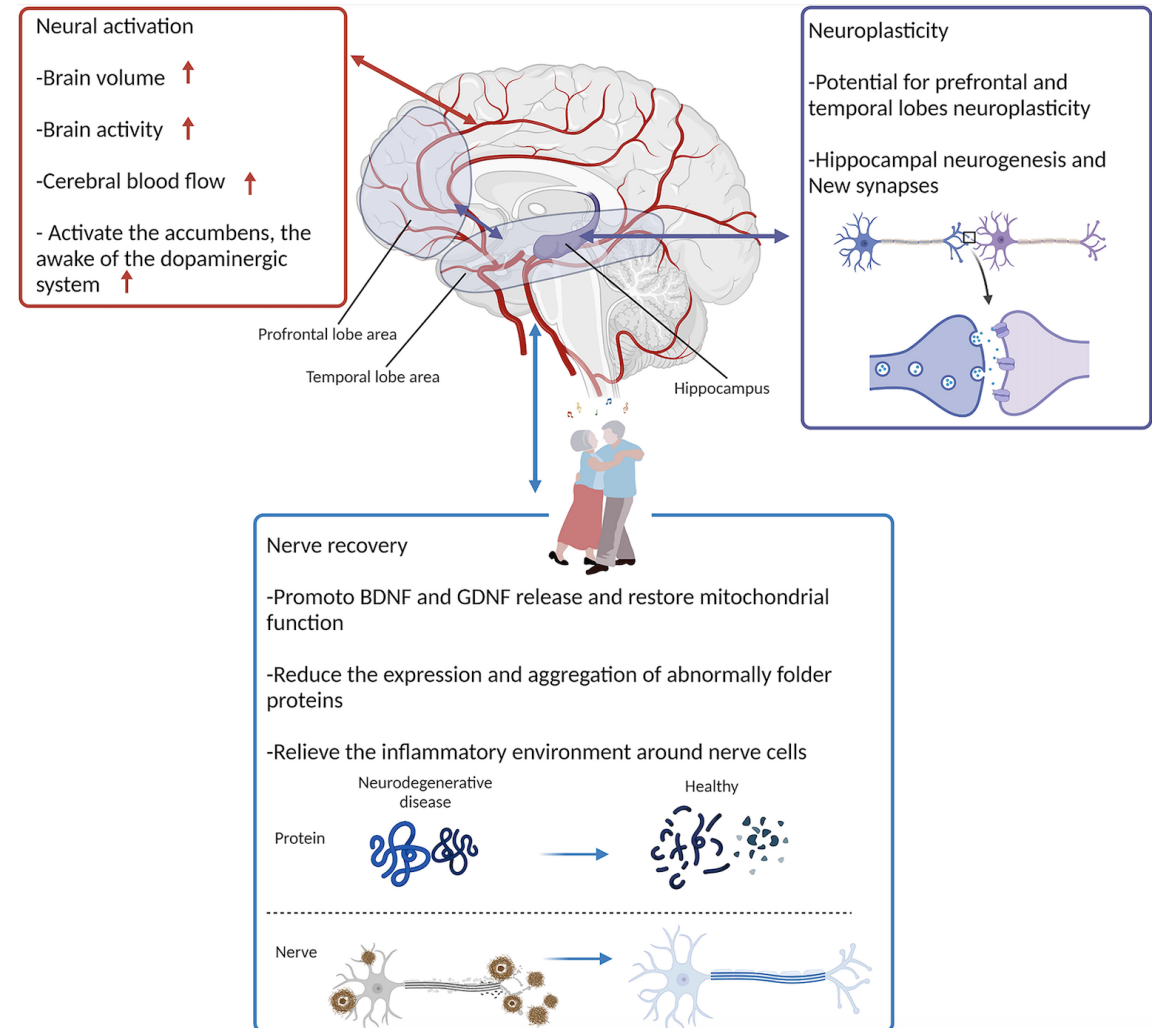 Neural activation
-Brain volume
-Brain activity
-Cerebral blood flow
- Activate the accumbens, the
awake of the dopaminergic
system
Neuroplasticity
-Potential for prefrontal and
temporal lobes neuroplasticity
-Hippocampal neurogenesis and
New synapses
Profrontal lobe area
Temporal lobe area
Hippocampus
Nerve recovery
-Promoto BDNF and GDNF release and restore mitochondrial
function
-Reduce the expression and aggregation of abnormally folder
proteins
-Relieve the inflammatory environment around nerve cells
Neurodegenerative
disease
Healthy
Protein
Nerve